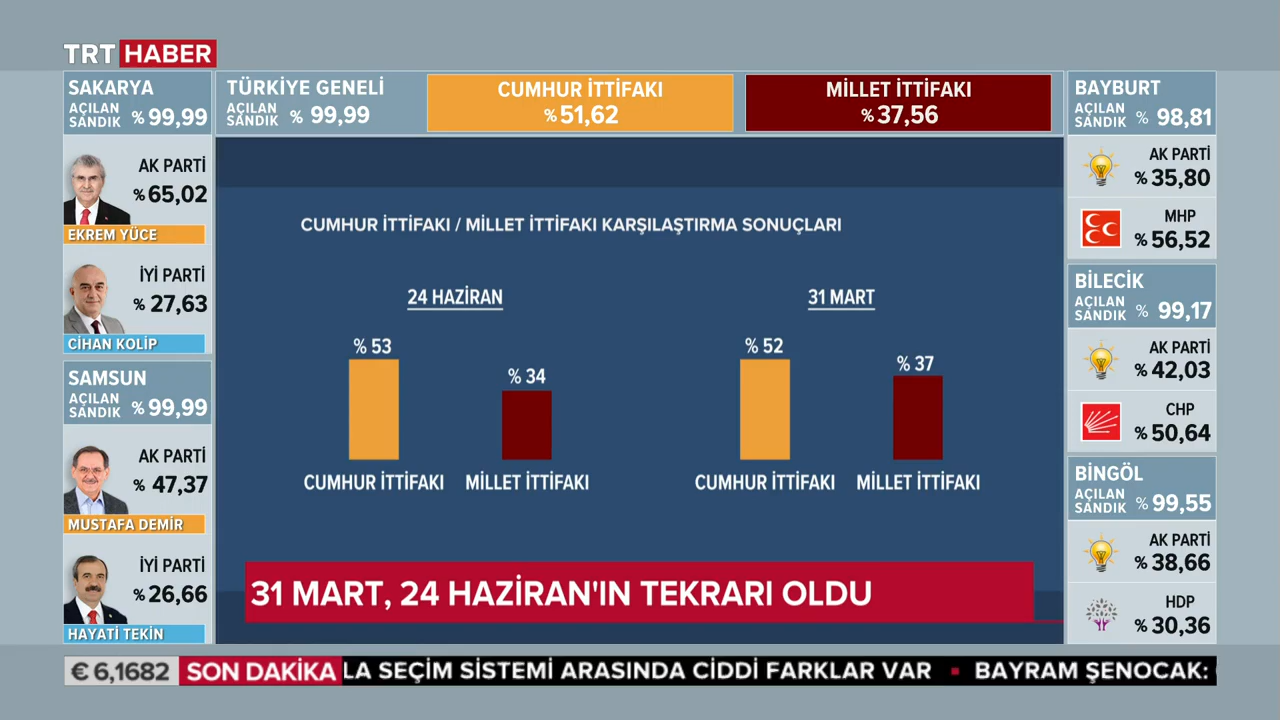 TRT HABER
SAKARYA
AÇILAN SANDIK % 99,99
AK PARTİ
% 65,02
EKREM YÜCE
İYİ PARTİ
% 27,63
CİHAN KOLİP
SAMSUN
AÇILAN SANDIK % 99,99
AK PARTİ
% 47,37
MUSTAFA DEMİR
İYİ PARTİ
% 26,66
HAYATİ TEKİN
TÜRKİYE GENELİ
AÇILAN SANDIK % 99,99
CUMHUR İTTİFAKI
% 51,62
MİLLET İTTİFAKI
% 37,56
CUMHUR İTTİFAKI / MİLLET İTTİFAKI KARŞILAŞTIRMA SONUÇLARI
24 HAZİRAN
% 53
% 34
CUMHUR İTTİFAKI MİLLET İTTİFAKI
31 MART
% 52
% 37
CUMHUR İTTİFAKI MİLLET İTTİFAKI
31 MART, 24 HAZİRAN'IN TEKRARI OLDU
BAYBURT
AÇILAN SANDIK % 98,81
AK PARTİ
% 35,80
MHP
% 56,52
BİLECİK
AÇILAN SANDIK % 99,17
AK PARTİ
% 42,03
CHP
% 50,64
BİNGÖL
AÇILAN SANDIK % 99,55
AK PARTİ
% 38,66
HDP
% 30,36
€ 6,1682 SON DAKİKA LA SEÇİM SİSTEMİ ARASINDA CİDDİ FARKLAR VAR ▪ BAYRAM ŞENOCAK: